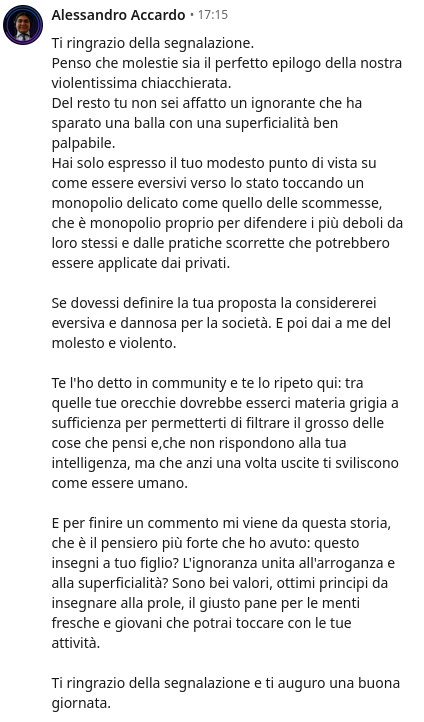 Alessandro Accardo • 17:15
Ti ringrazio della segnalazione.
Penso che molestie sia il perfetto epilogo della nostra
violentissima chiacchierata.
Del resto tu non sei affatto un ignorante che ha
sparato una balla con una superficialità ben
palpabile.
Hai solo espresso il tuo modesto punto di vista su
come essere eversivi verso lo stato toccando un
monopolio delicato come quello delle scommesse,
che è monopolio proprio per difendere i più deboli da
loro stessi e dalle pratiche scorrette che potrebbero
essere applicate dai privati.

Se dovessi definire la tua proposta la considererei
eversiva e dannosa per la società. E poi dai a me del
molesto e violento.

Te l'ho detto in community e te lo ripeto qui: tra
quelle tue orecchie dovrebbe esserci materia grigia a
sufficienza per permetterti di filtrare il grosso delle
cose che pensi e,che non rispondono alla tua
intelligenza, ma che anzi una volta uscite ti sviliscono
come essere umano.

E per finire un commento mi viene da questa storia,
che è il pensiero più forte che ho avuto: questo
insegni a tuo figlio? L'ignoranza unita all'arroganza e
alla superficialità? Sono bei valori, ottimi principi da
insegnare alla prole, il giusto pane per le menti
fresche e giovani che potrai toccare con le tue
attività.

Ti ringrazio della segnalazione e ti auguro una buona
giornata.